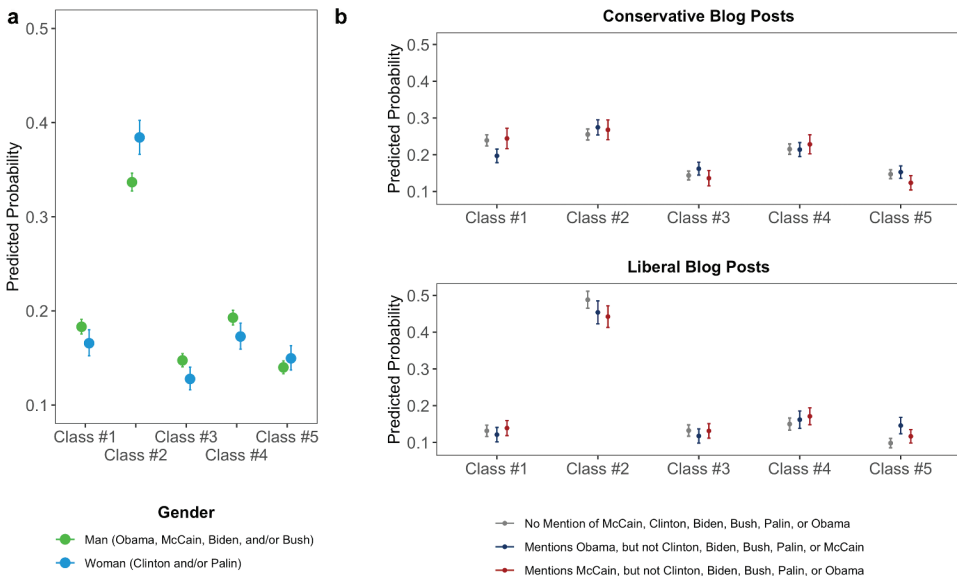 a
0.5
0.4
0.3
0.2
0.1
Predicted Probability
Class #1
Class #3
Class #5
Class #2
Class #4
Gender
Man (Obama, McCain, Biden, and/or Bush)
Woman (Clinton and/or Palin)
b
Conservative Blog Posts
0.5
0.4
0.3
0.2
0.1
Predicted Probability
Class #1
Class #2
Class #3
Class #4
Class #5
Liberal Blog Posts
0.5
0.4
0.3
0.2
0.1
Predicted Probability
Class #1
Class #2
Class #3
Class #4
Class #5
No Mention of McCain, Clinton, Biden, Bush, Palin, or Obama
Mentions Obama, but not Clinton, Biden, Bush, Palin, or McCain
Mentions McCain, but not Clinton, Biden, Bush, Palin, or Obama